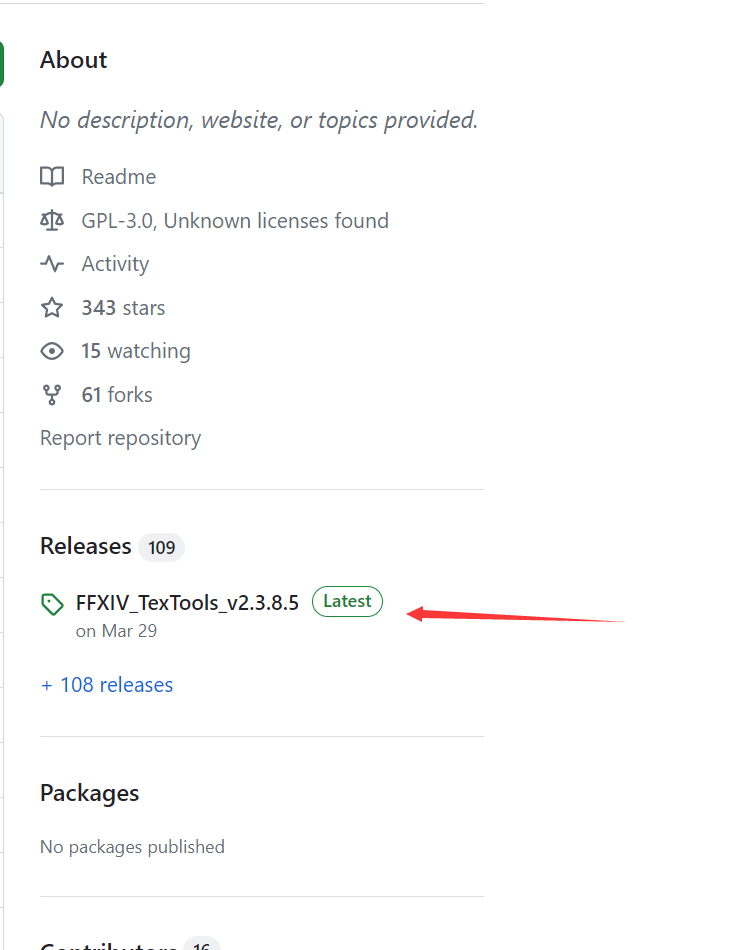 About
No description, website, or topics provided.
Readme
GPL-3.0, Unknown licenses found
Activity
343 stars
15 watching
61 forks
Report repository
Releases 109
FFXIV_TexTools_v2.3.8.5 Latest
on Mar 29
+ 108 releases
Packages
No packages published
Contributors 16